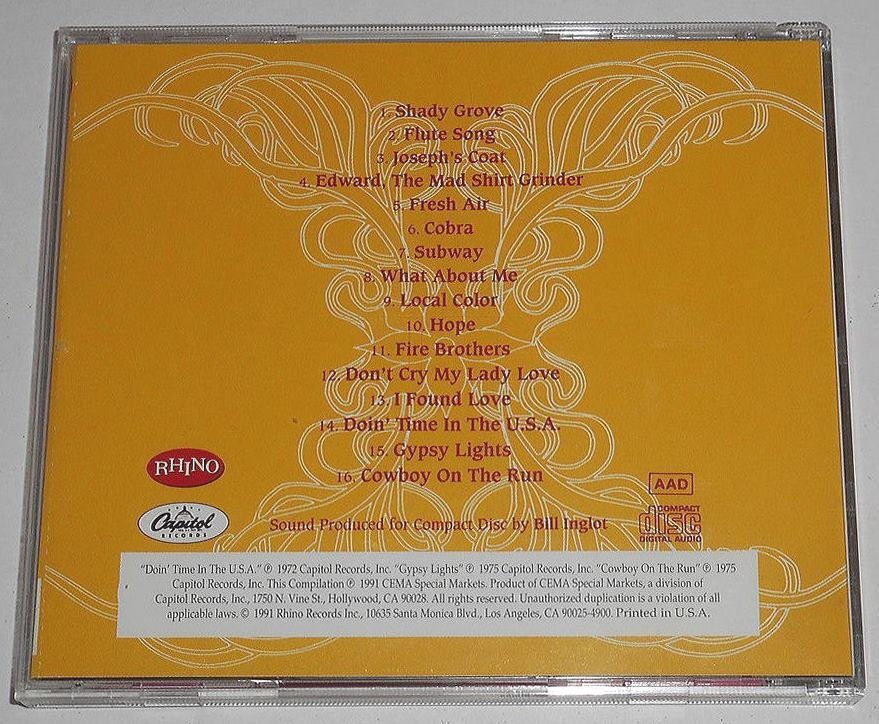 1. Shady Grove
2. Flute Song
3. Joseph's Coat
4. Edward, The Mad Shirt Grinder
5. Fresh Air
6. Cobra
7. Subway
8. What About Me
9. Local Color
10. Hope
11. Fire Brothers
12. Don't Cry My Lady Love
13. I Found Love
14. Doin' Time In The U.S.A.
15. Gypsy Lights
16. Cowboy On The Run
RHINO
AAD
Capitol
RECORDS
Sound Produced for Compact Disc by Bill Inglot
COMPACT
disc
DIGITAL AUDIO
"Doin' Time In The U.S.A." ℗ 1972 Capitol Records, Inc. "Gypsy Lights" ℗ 1975 Capitol Records, Inc. "Cowboy On The Run" ℗ 1975
Capitol Records, Inc. This Compilation ℗ 1991 CEMA Special Markets. Product of CEMA Special Markets, a division of
Capitol Records, Inc., 1750 N. Vine St., Hollywood, CA 90028. All rights reserved. Unauthorized duplication is a violation of all
applicable laws. © 1991 Rhino Records Inc., 10635 Santa Monica Blvd., Los Angeles, CA 90025-4900. Printed in U.S.A.